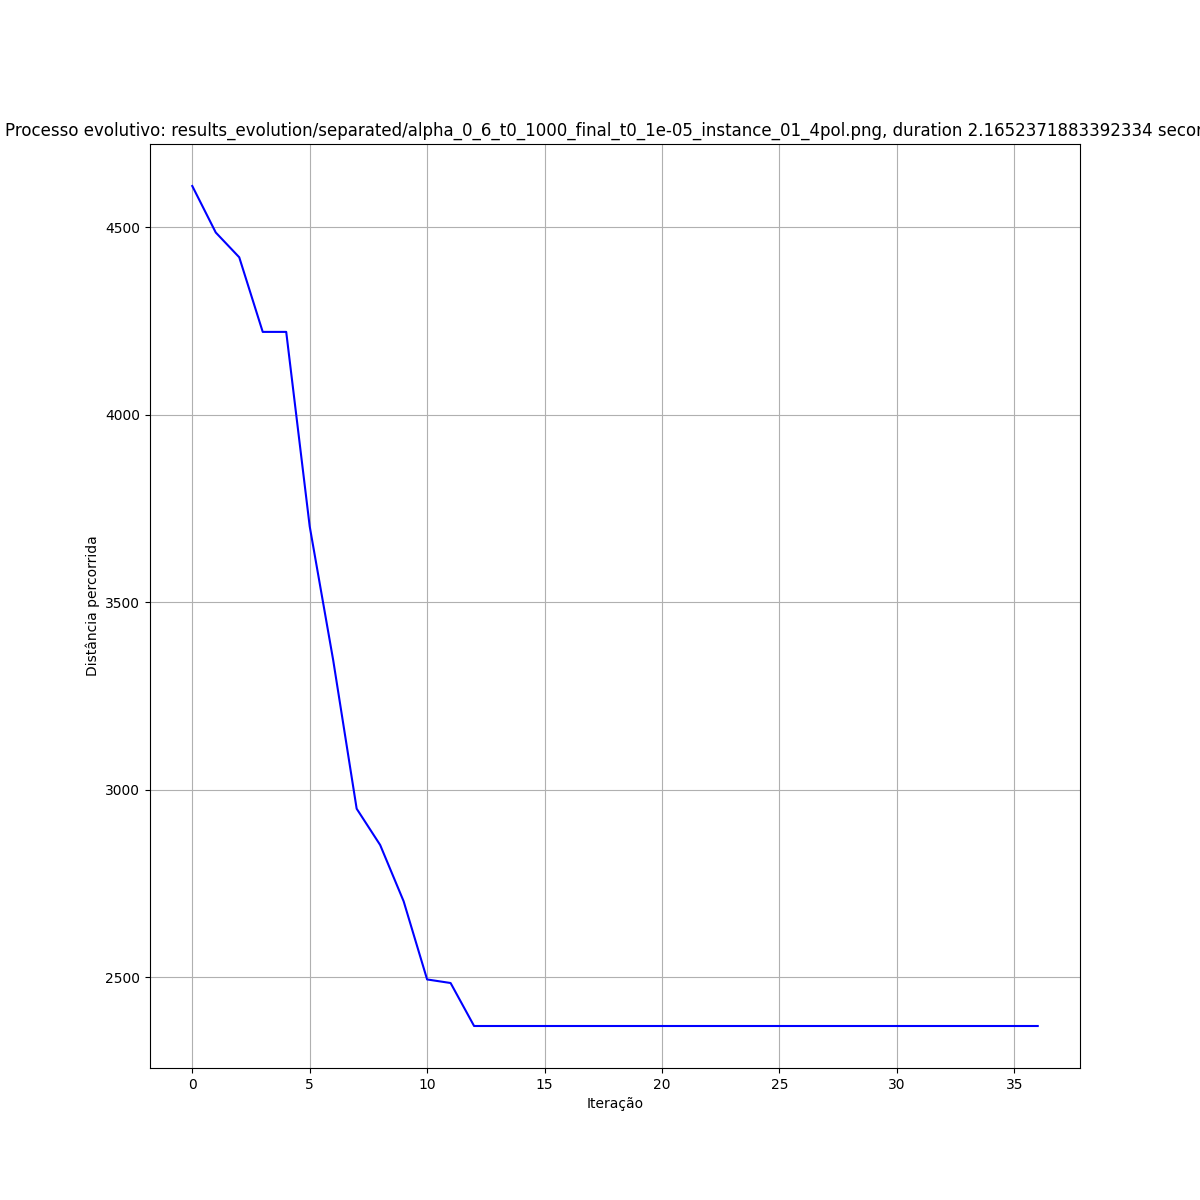 Processo evolutivo: results_evolution/separated/alpha_0_6_t0_1000_final_t0_1e-05_instance_01_4pol.png, duration 2.1652371883392334 secon
4500
4000
3500
3000
2500
Distância percorrida
0 5 10 15 20 25 30 35
Iteração